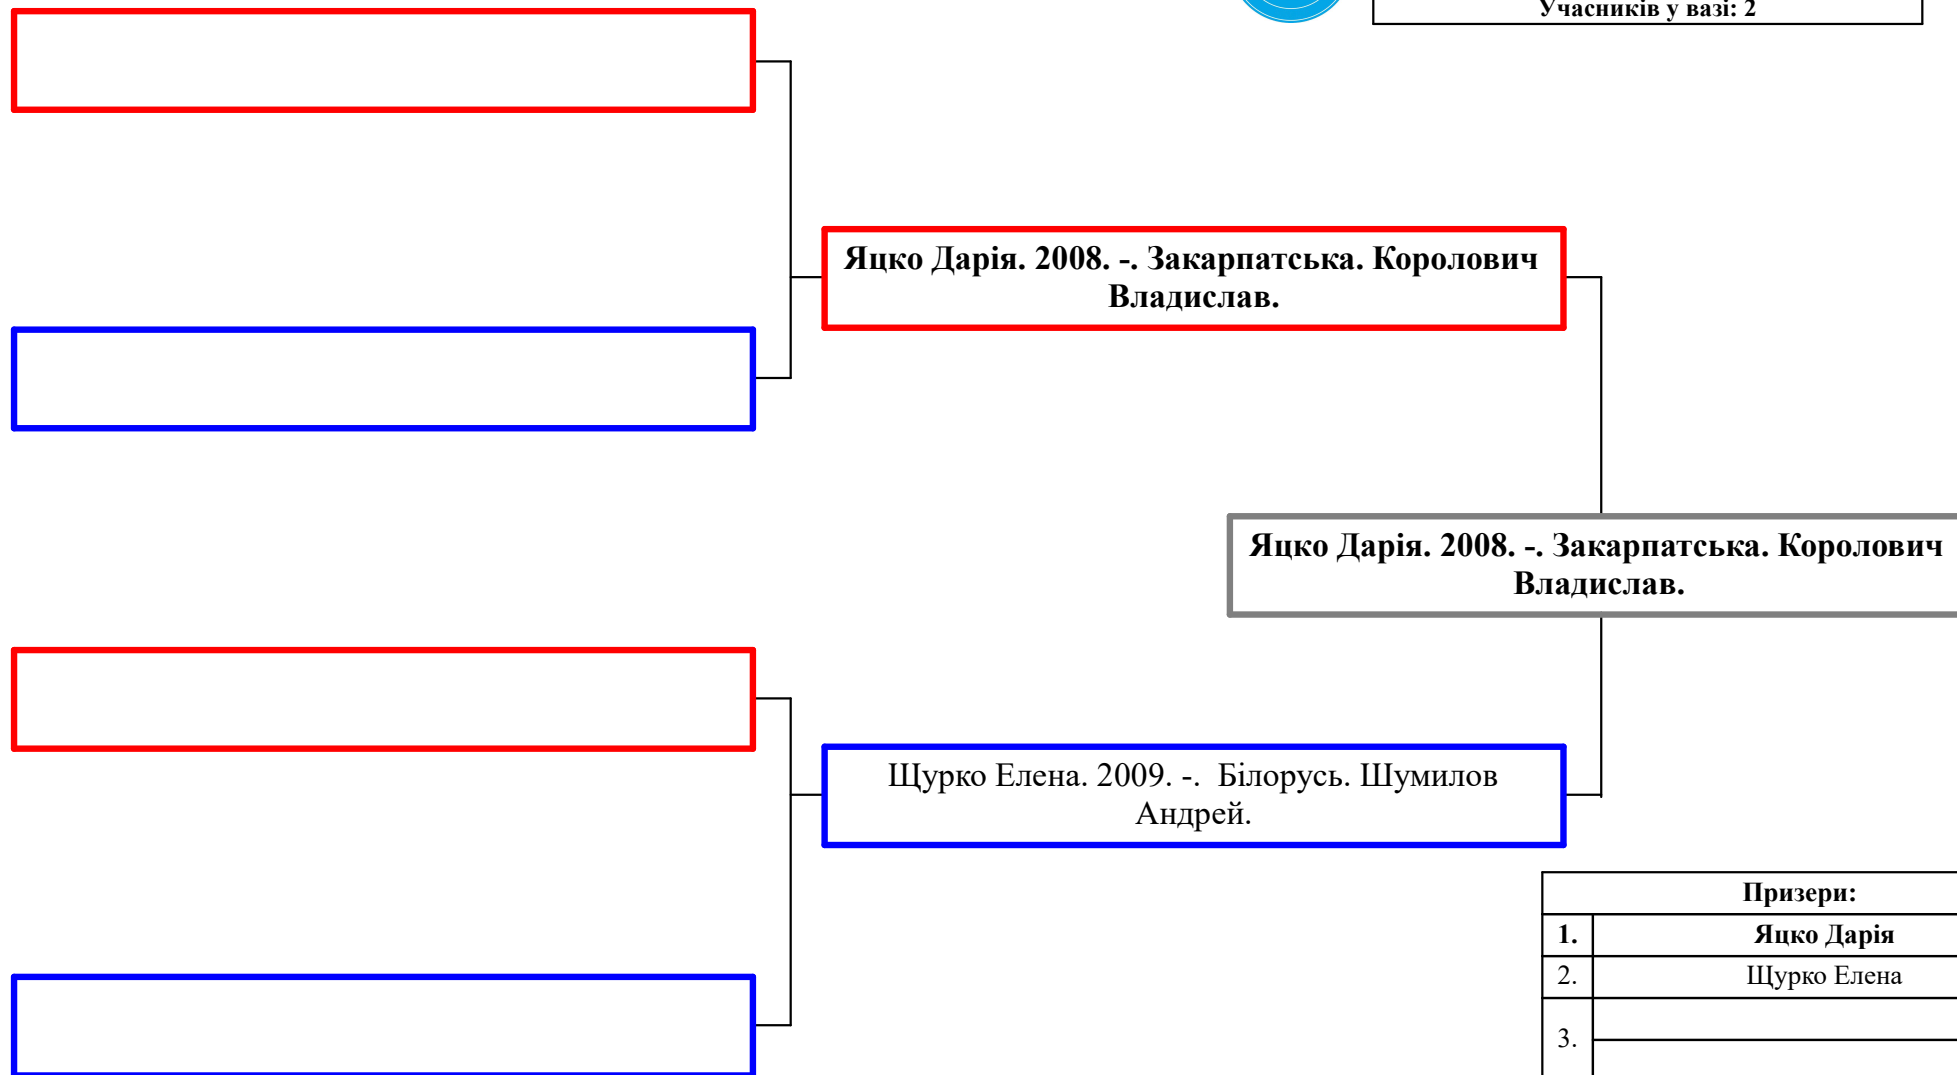 Учасників у вазі: 2
Яцко Дарія. 2008. -. Закарпатська. Королович
Владислав.
Яцко Дарія. 2008. -. Закарпатська. Королович
Владислав.
Щурко Елена. 2009. -. Білорусь. Шумилов
Андрей.
Призери:
1. Яцко Дарія
2. Щурко Елена
3.